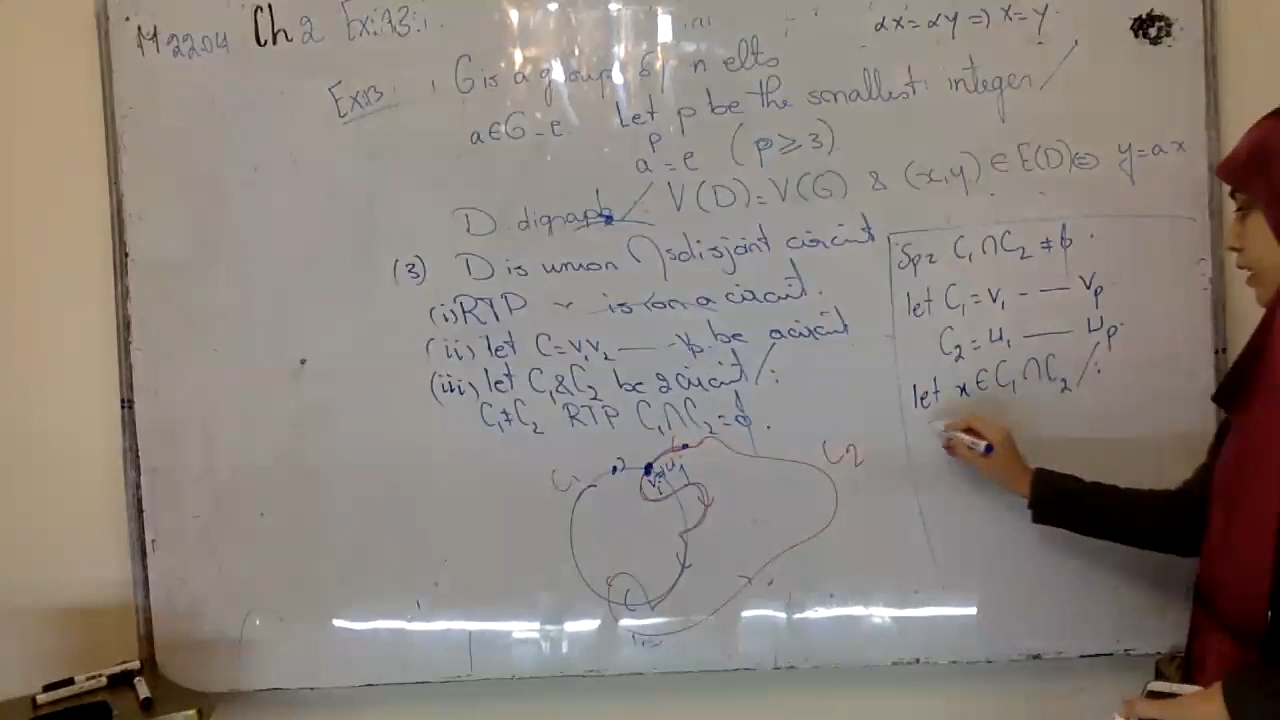 M2204 Ch 2 Ex:13:
αx = αy => x = y
Ex13: G is a group of n elts
a ∈ G - e Let p be the smallest integer /
a^p = e (p ≥ 3)
D digraph / V(D) = V(G) & (x,y) ∈ E(D) <=> y = ax
(3) D is union disjoint circuit
(i) RTP is on a circuit.
(ii) let C = v₁v₂ —— vp be a circuit
(iii) let C₁ & C₂ be 2 circuit / :
C₁ ≠ C₂ RTP C₁ ∩ C₂ = ϕ.
C₁
C₂
Spz C₁ ∩ C₂ ≠ ϕ.
let C₁ = v₁ - — vp
C₂ = u₁ —— up.
let x ∈ C₁ ∩ C₂ / :